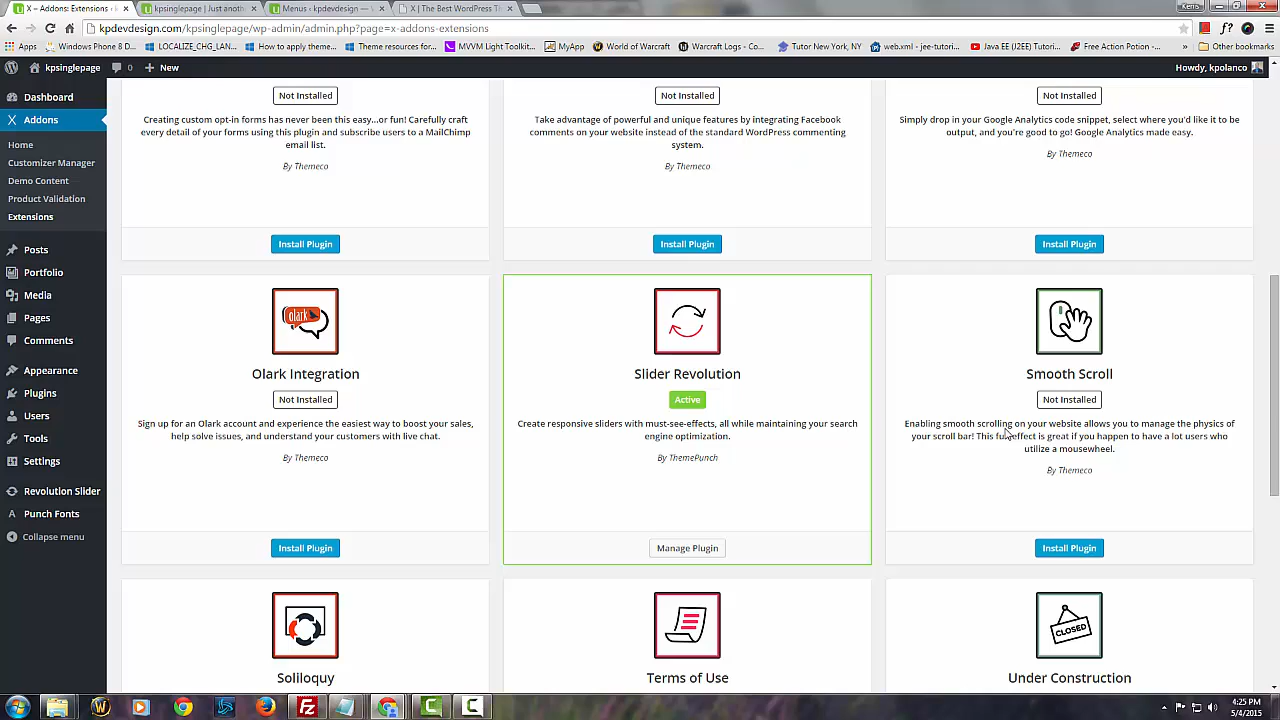 X – Addons: Extensions ‹ k
kpsinglepage | Just anoth
Menus ‹ kpdevdesign — W
X | The Best WordPress Th
Kenis
kpdevdesign.com/kpsinglepage/wp-admin/admin.php?page=x-addons-extensions
Apps
Windows Phone 8 D...
LOCALIZE_CHG_LAN...
How to apply theme...
Theme resources for...
MVVM Light Toolkit...
MyApp
World of Warcraft
Warcraft Logs - Co...
Tutor New York, NY
web.xml - jee-tutori...
Java EE (J2EE) Tutori...
Free Action Potion -...
»
Other bookmarks
kpsinglepage
0
New
Howdy, kpolanco
Dashboard
Addons
Home
Customizer Manager
Demo Content
Product Validation
Extensions
Posts
Portfolio
Media
Pages
Comments
Appearance
Plugins
Users
Tools
Settings
Revolution Slider
Punch Fonts
Collapse menu
Not Installed
Creating custom opt-in forms has never been this easy...or fun! Carefully craft
every detail of your forms using this plugin and subscribe users to a MailChimp
email list.
By Themeco
Install Plugin
Not Installed
Take advantage of powerful and unique features by integrating Facebook
comments on your website instead of the standard WordPress commenting
system.
By Themeco
Install Plugin
Not Installed
Simply drop in your Google Analytics code snippet, select where you'd like it to be
output, and you're good to go! Google Analytics made easy.
By Themeco
Install Plugin
olark
Olark Integration
Not Installed
Sign up for an Olark account and experience the easiest way to boost your sales,
help solve issues, and understand your customers with live chat.
By Themeco
Install Plugin
Slider Revolution
Active
Create responsive sliders with must-see-effects, all while maintaining your search
engine optimization.
By ThemePunch
Manage Plugin
Smooth Scroll
Not Installed
Enabling smooth scrolling on your website allows you to manage the physics of
your scroll bar! This fun effect is great if you happen to have a lot users who
utilize a mousewheel.
By Themeco
Install Plugin
Soliloquy
Terms of Use
CLOSED
Under Construction
4:25 PM
5/4/2015